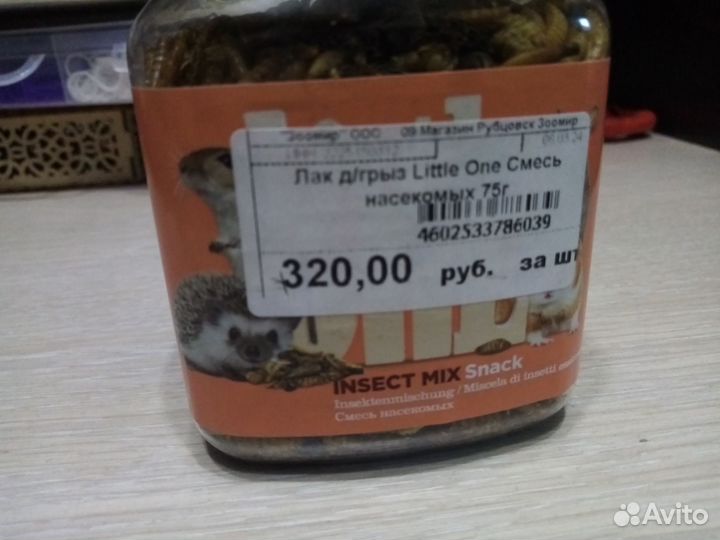 "Зоомир" ООО 09 Магазин Рубцовск Зоомир
Лак д/грыз Little One Смесь
насекомых 75г
4602533786039
320,00 руб. за шт
INSECT MIX Snack
Insektenmischung / Miscela di insetti
Смесь насекомых
Avito